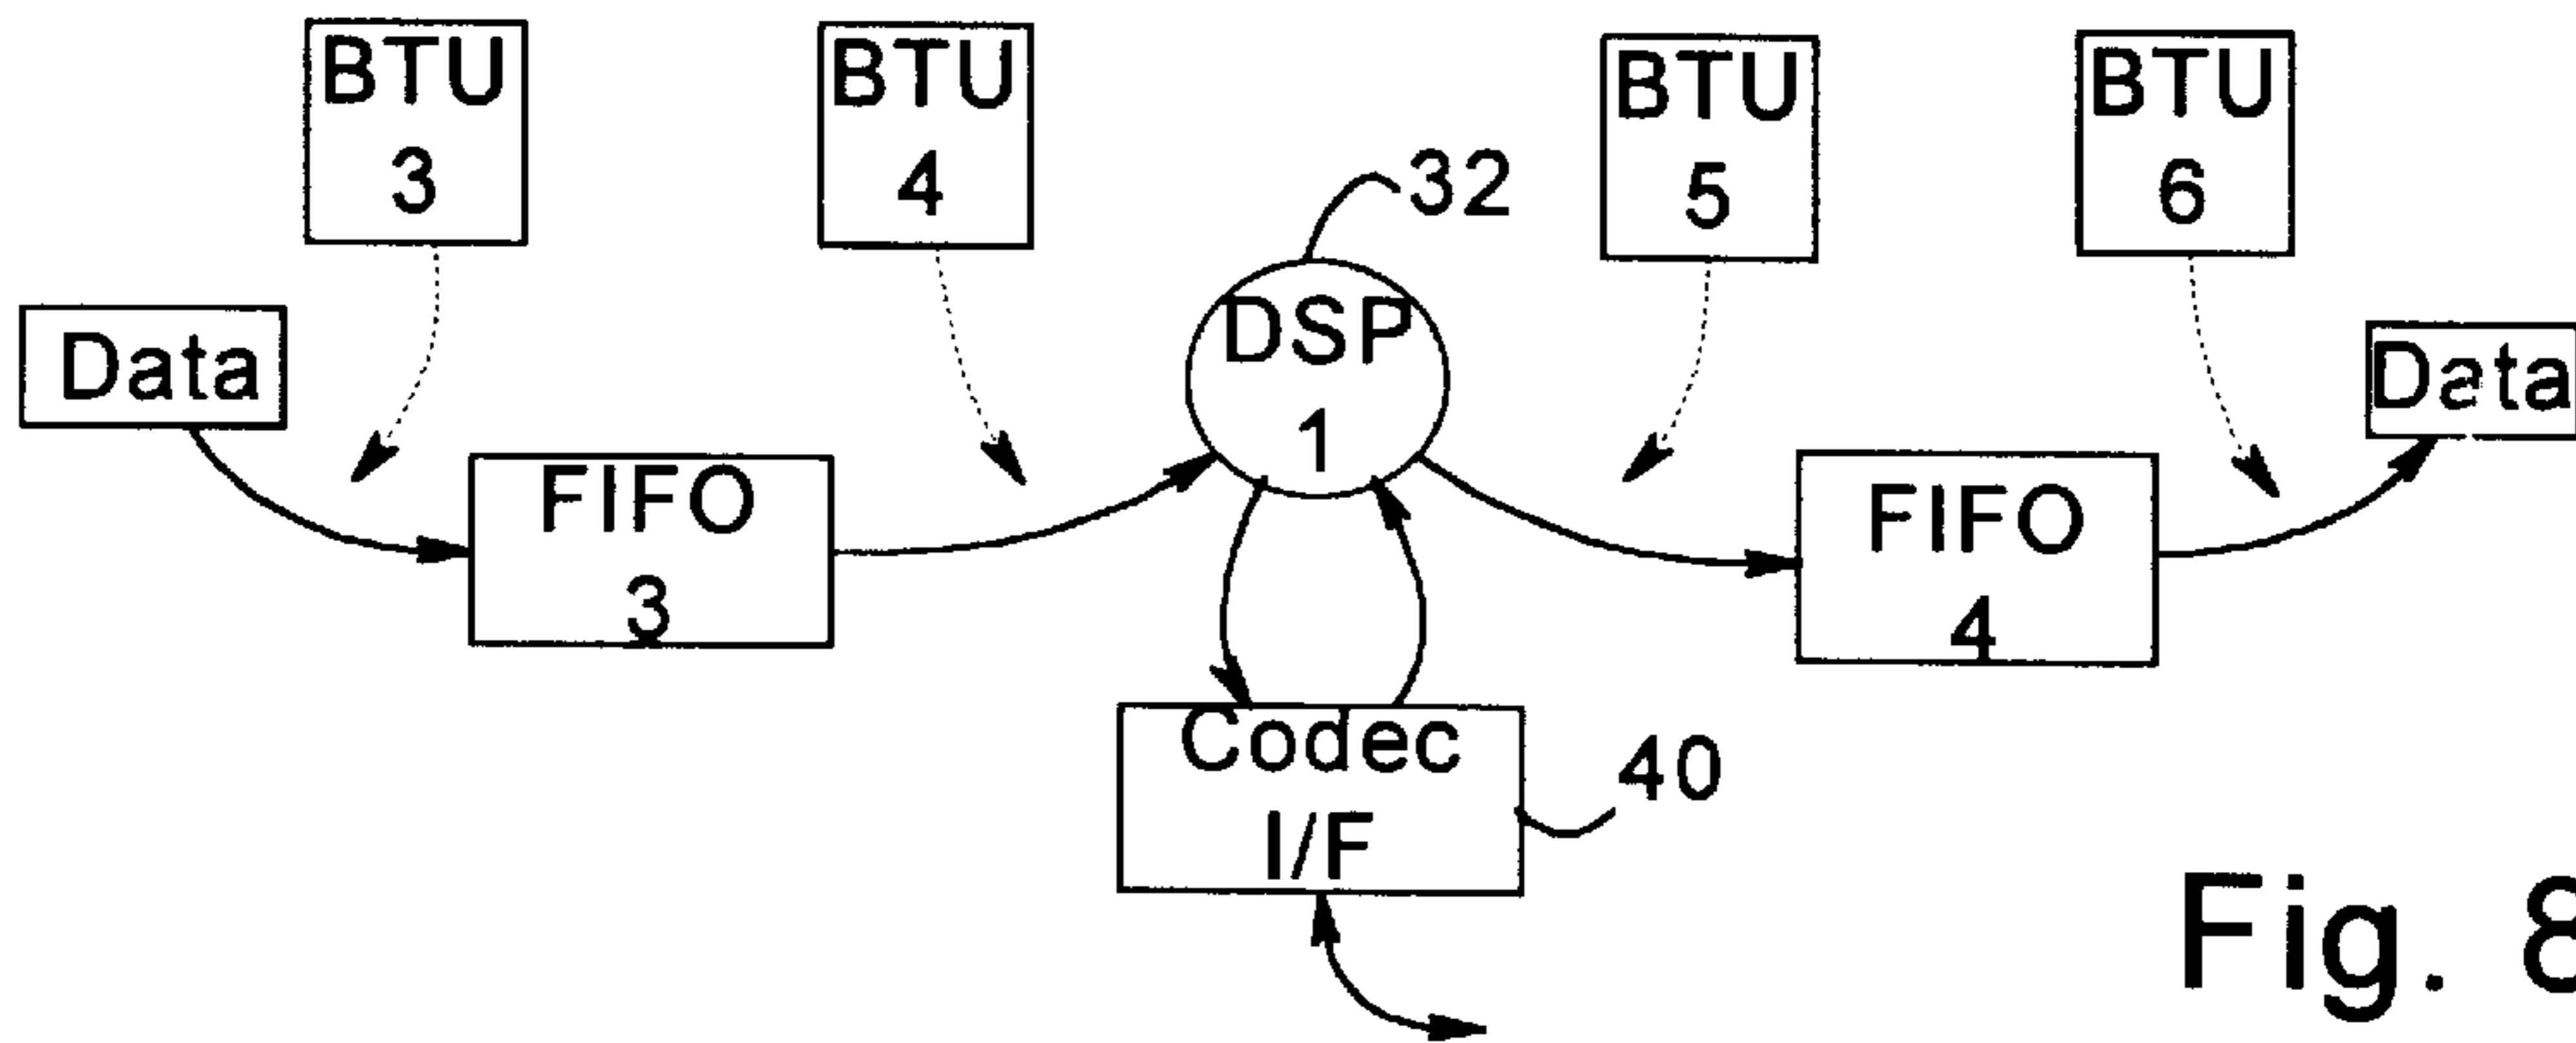 BTU
3
BTU
4
BTU
5
BTU
6
32
Data
DSP
1
Data
FIFO
3
FIFO
4
Codec
I/F
40
Fig. 8